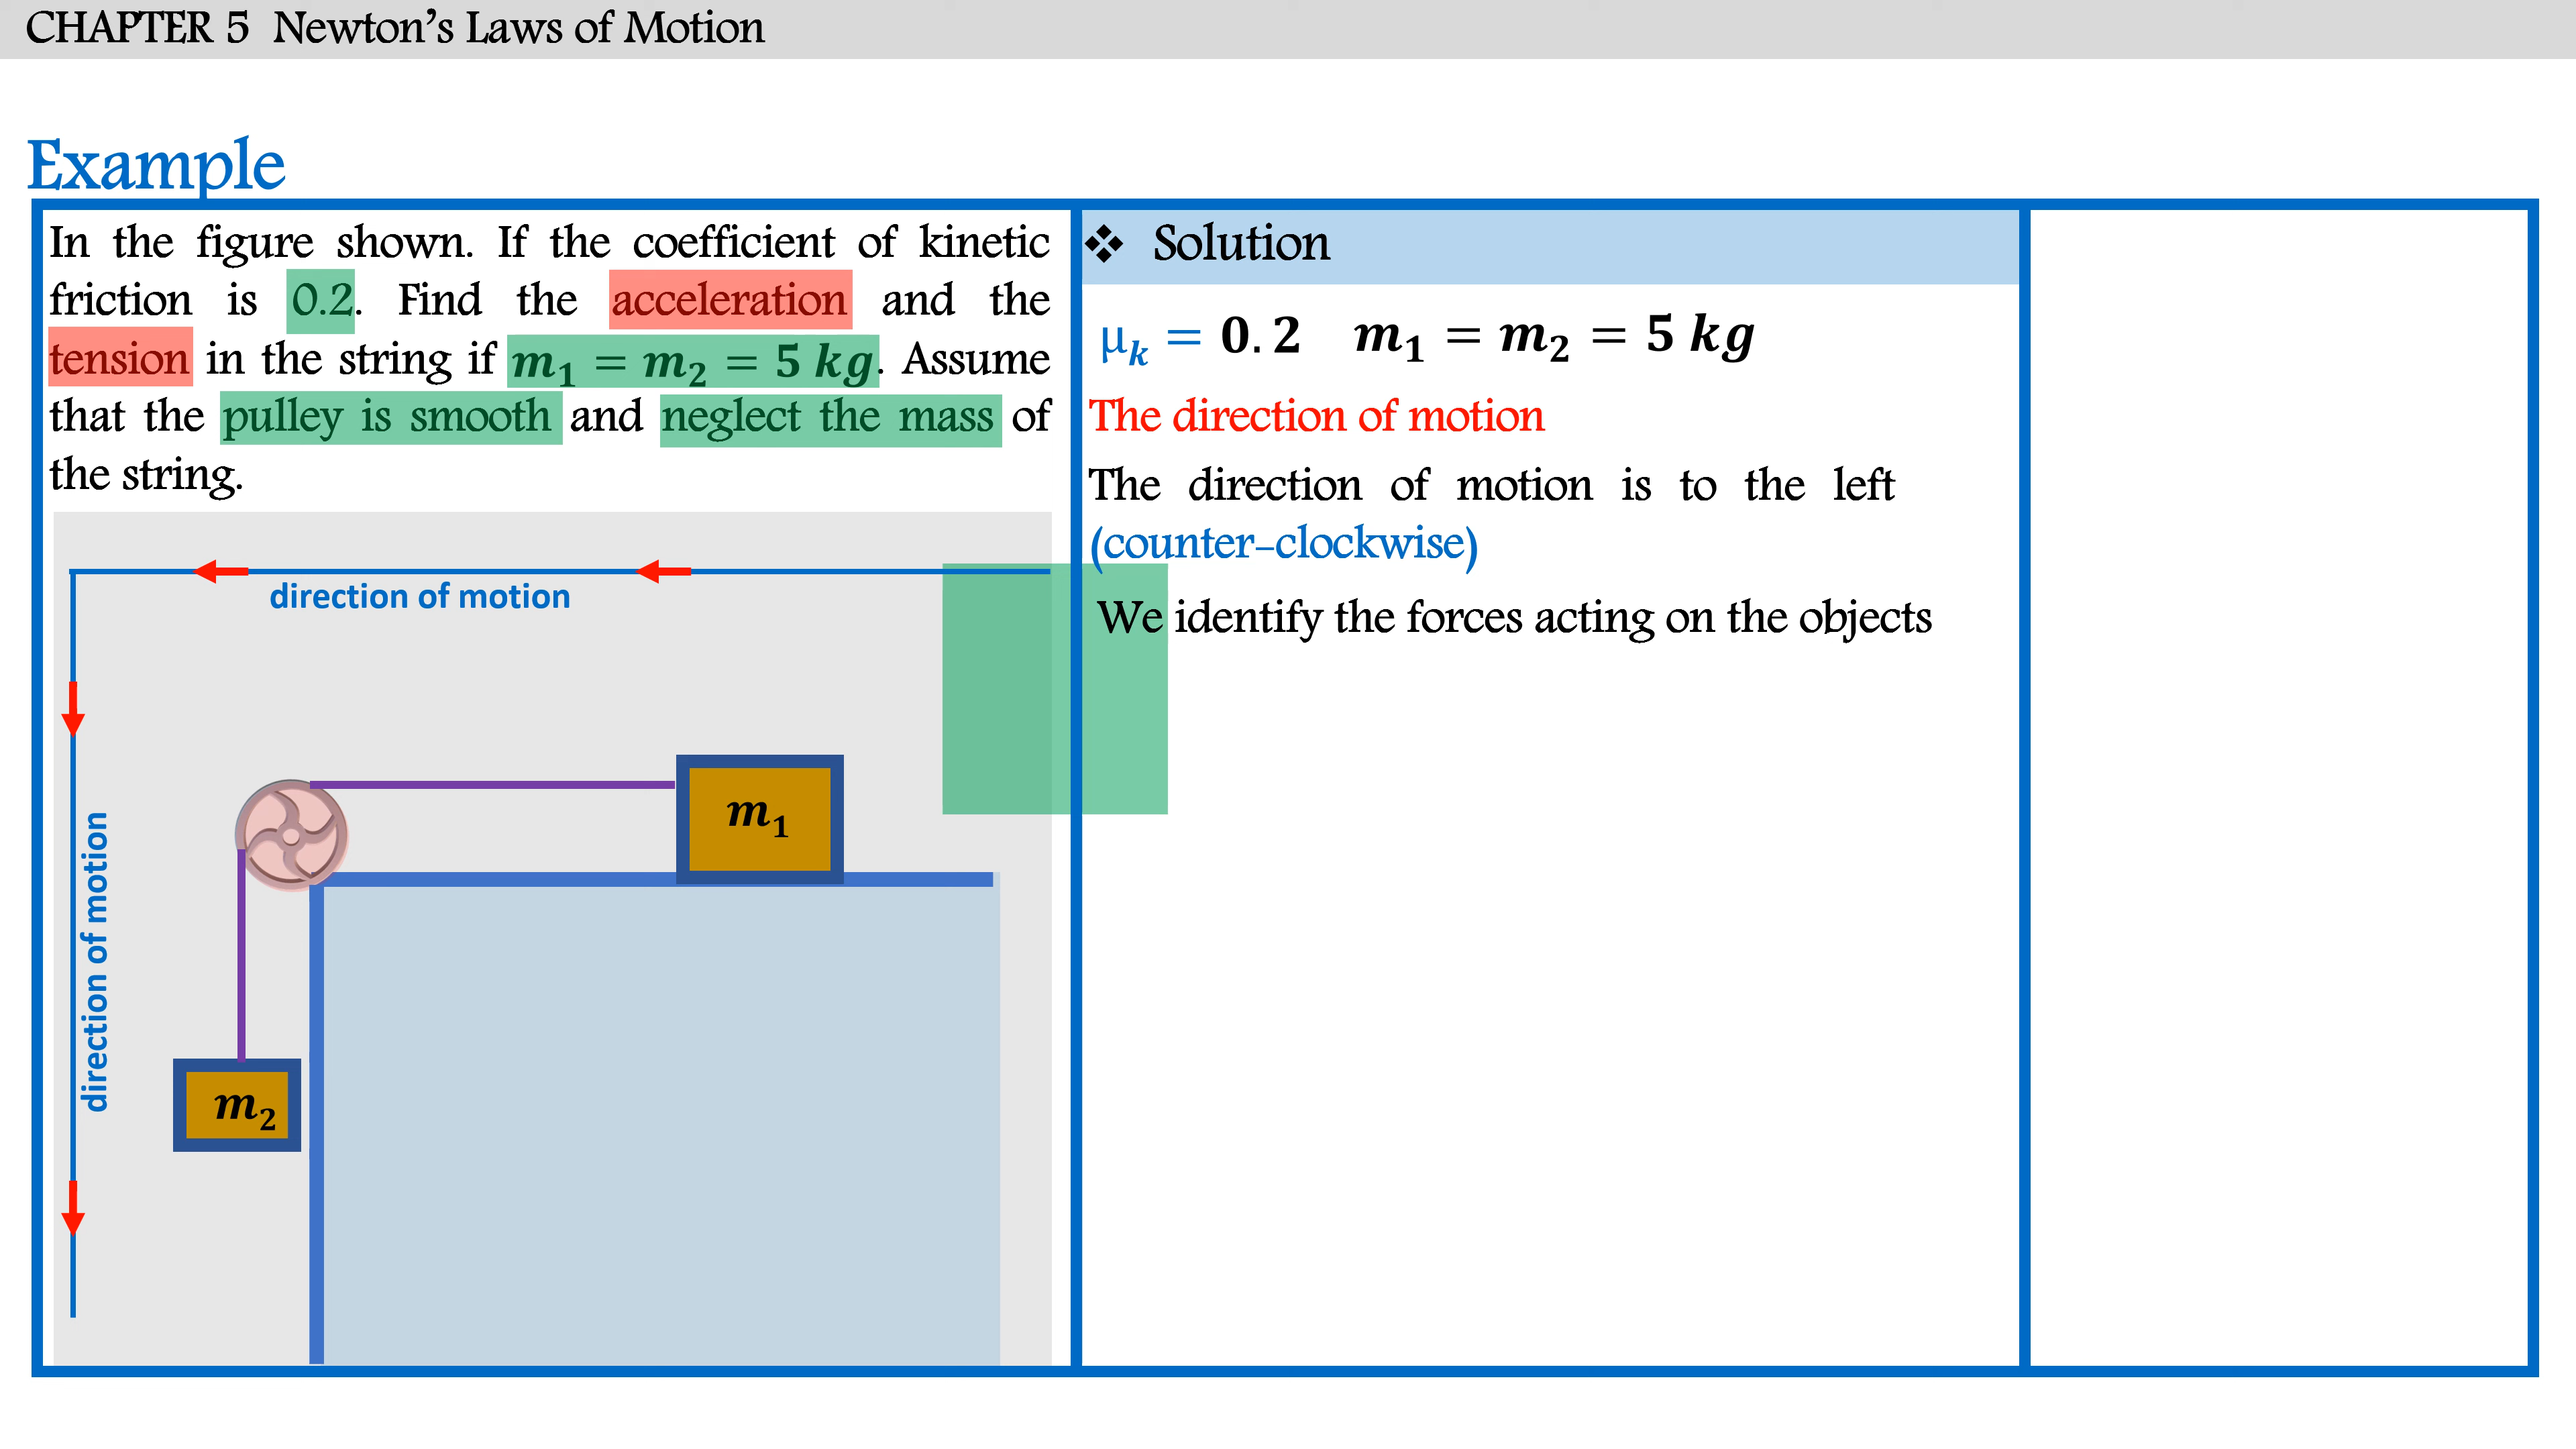 CHAPTER 5 Newton's Laws of Motion
Example
In the figure shown. If the coefficient of kinetic
friction is 0.2. Find the acceleration and the
tension in the string if m₁ = m₂ = 5 kg. Assume
that the pulley is smooth and neglect the mass of
the string.
direction of motion
direction of motion
m₁
m₂
❖ Solution
μₖ = 0.2 m₁ = m₂ = 5 kg
The direction of motion
The direction of motion is to the left
(counter-clockwise)
We identify the forces acting on the objects